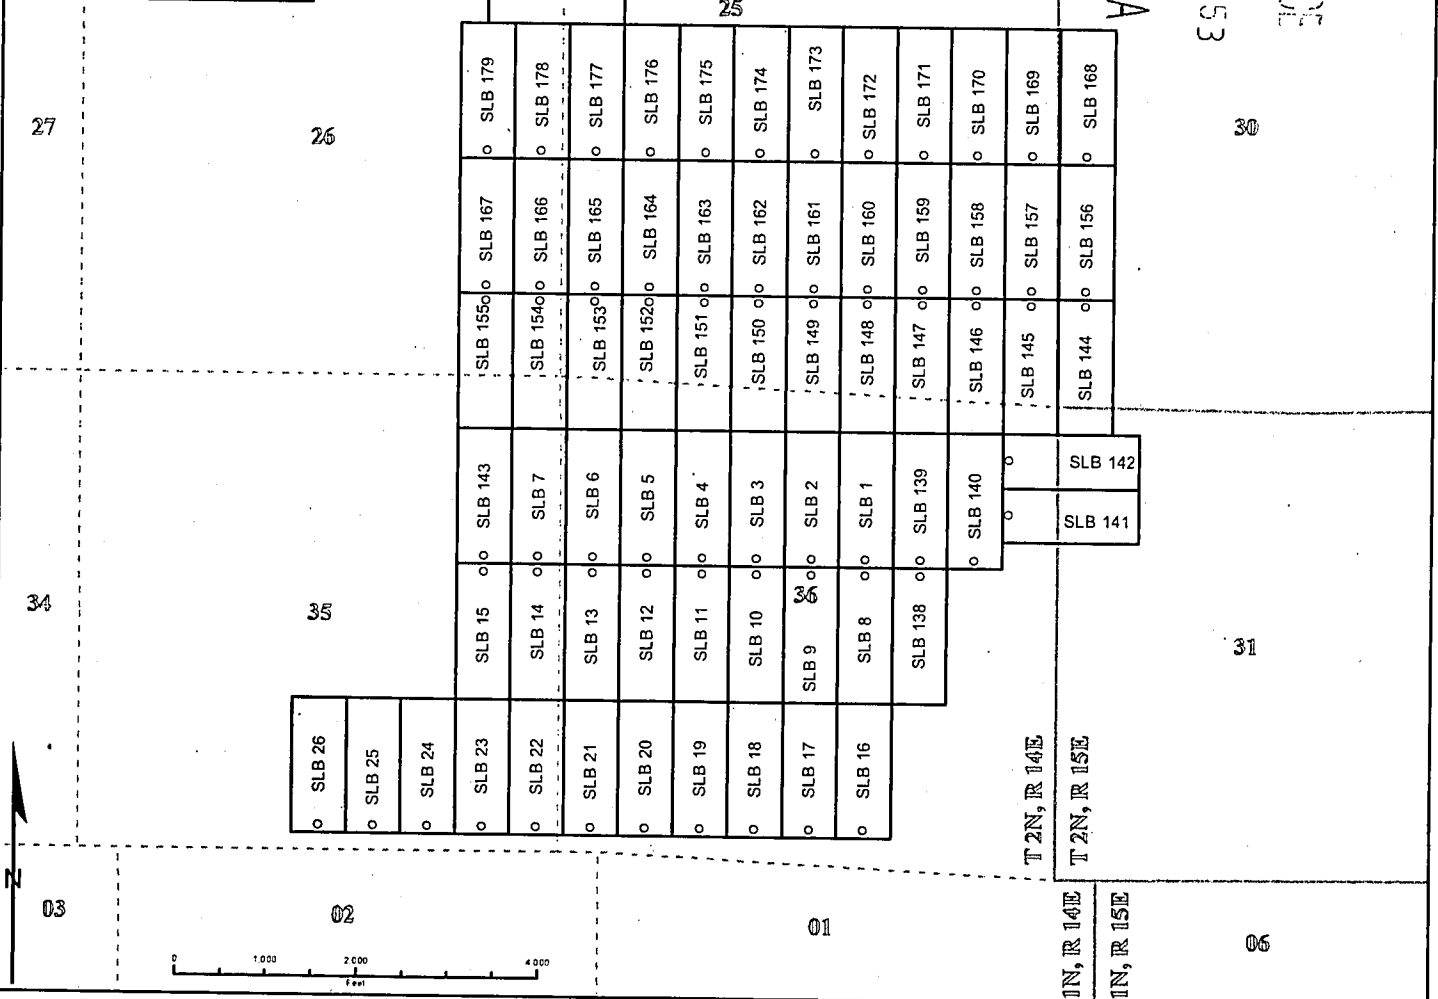 25
A
53
SLB 179
SLB 178
SLB 177
SLB 176
SLB 175
SLB 174
SLB 173
SLB 172
SLB 171
SLB 170
SLB 169
SLB 168
27
26
30
SLB 167
SLB 166
SLB 165
SLB 164
SLB 163
SLB 162
SLB 161
SLB 160
SLB 159
SLB 158
SLB 157
SLB 156
SLB 155
SLB 154
SLB 153
SLB 152
SLB 151
SLB 150
SLB 149
SLB 148
SLB 147
SLB 146
SLB 145
SLB 144
SLB 143
SLB 7
SLB 6
SLB 5
SLB 4
SLB 3
SLB 2
SLB 1
SLB 139
SLB 140
SLB 142
SLB 141
34
35
36
31
SLB 15
SLB 14
SLB 13
SLB 12
SLB 11
SLB 10
SLB 9
SLB 8
SLB 138
SLB 26
SLB 25
SLB 24
SLB 23
SLB 22
SLB 21
SLB 20
SLB 19
SLB 18
SLB 17
SLB 16
T 2N, R 14E
T 2N, R 15E
N
03
02
01
06
1N, R 14E
1N, R 15E
0 1,000 2,000 4,000
Feet